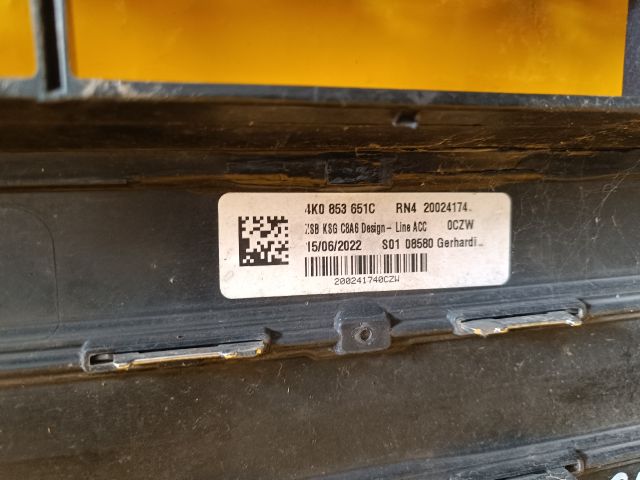 4K0 853 651C RN4 20024174
ZSB KSG C8A6 Design- Line ACC 0CZW
15/06/2022 S01 08580 Gerhardi
200241740CZW